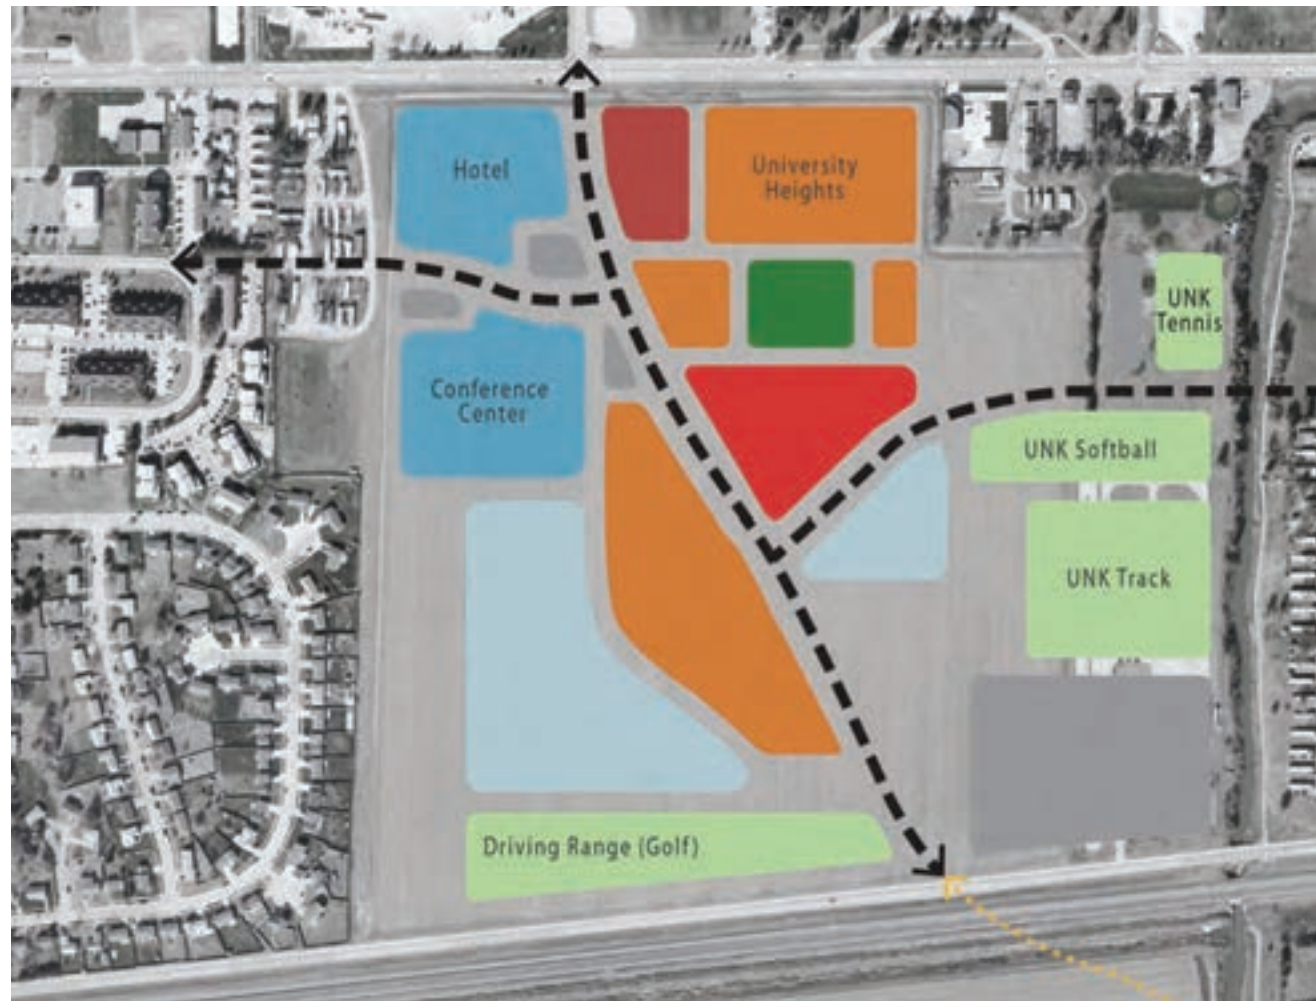 Hotel
University
Heights
UNK
Tennis
Conference
Center
UNK Softball
UNK Track
Driving Range (Golf)